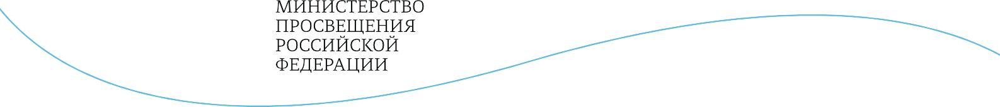 МИНИСТЕРСТВО
ПРОСВЕЩЕНИЯ
РОССИЙСКОЙ
ФЕДЕРАЦИИ